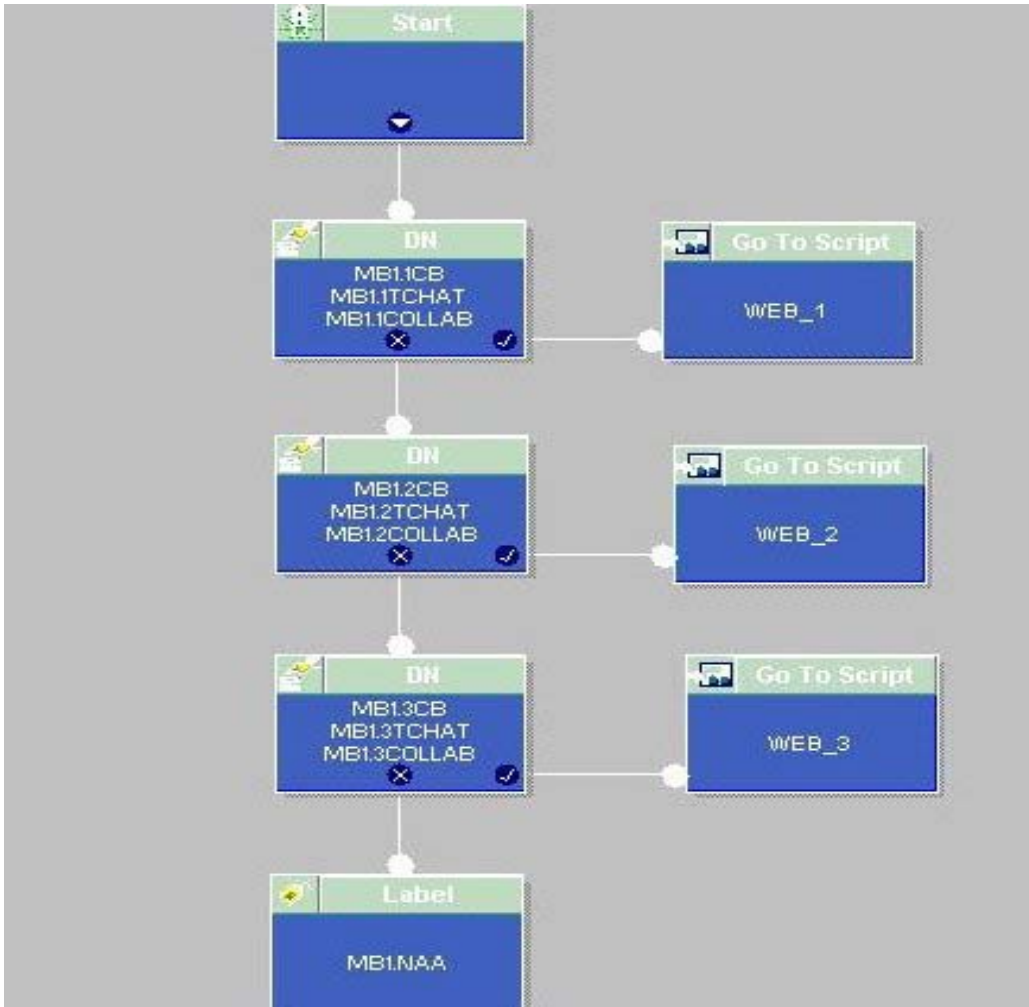 Start
DN
MB1.1CB
MB1.1TCHAT
MB1.1COLLAB
Go To Script
WEB_1
DN
MB1.2CB
MB1.2TCHAT
MB1.2COLLAB
Go To Script
WEB_2
DN
MB1.3CB
MB1.3TCHAT
MB1.3COLLAB
Go To Script
WEB_3
Label
MB1.NAA